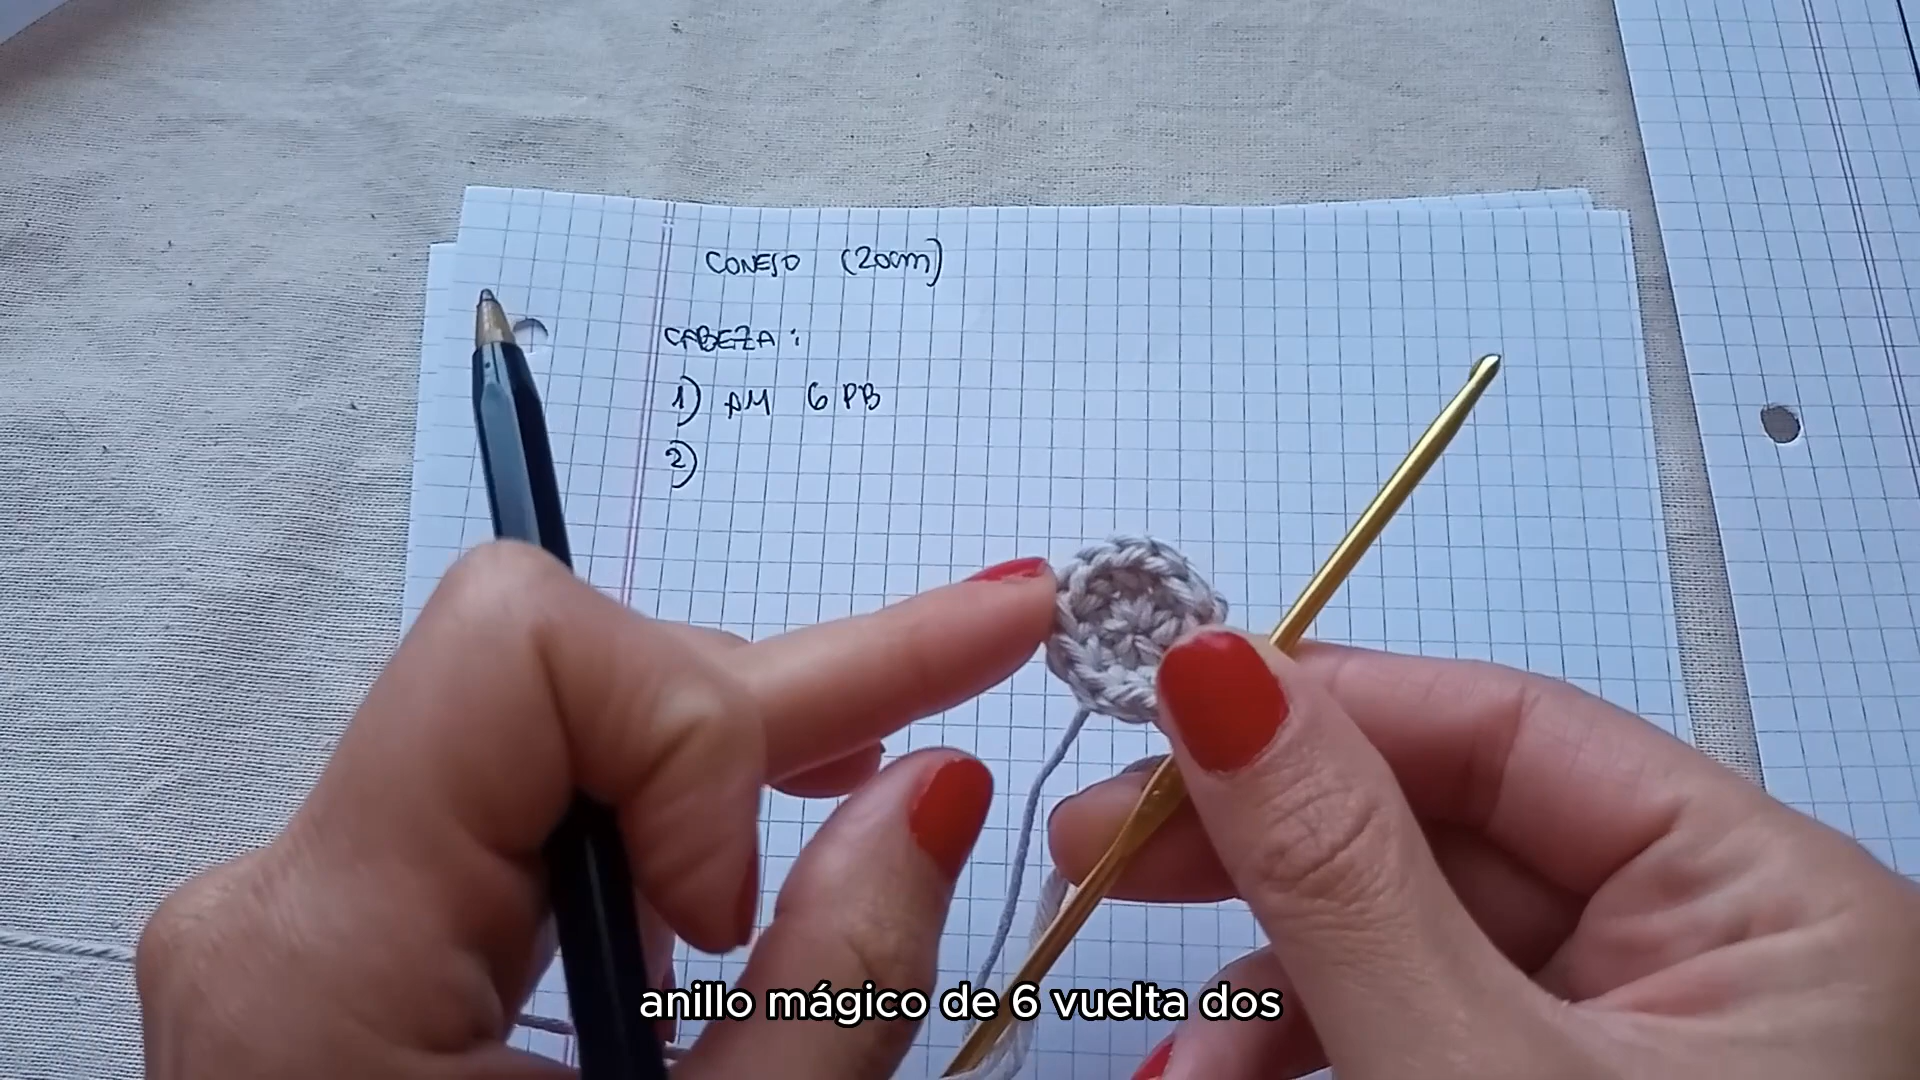 CONEJO (20cm)
CABEZA:
1) AM 6 PB
2)
anillo mágico de 6 vuelta dos